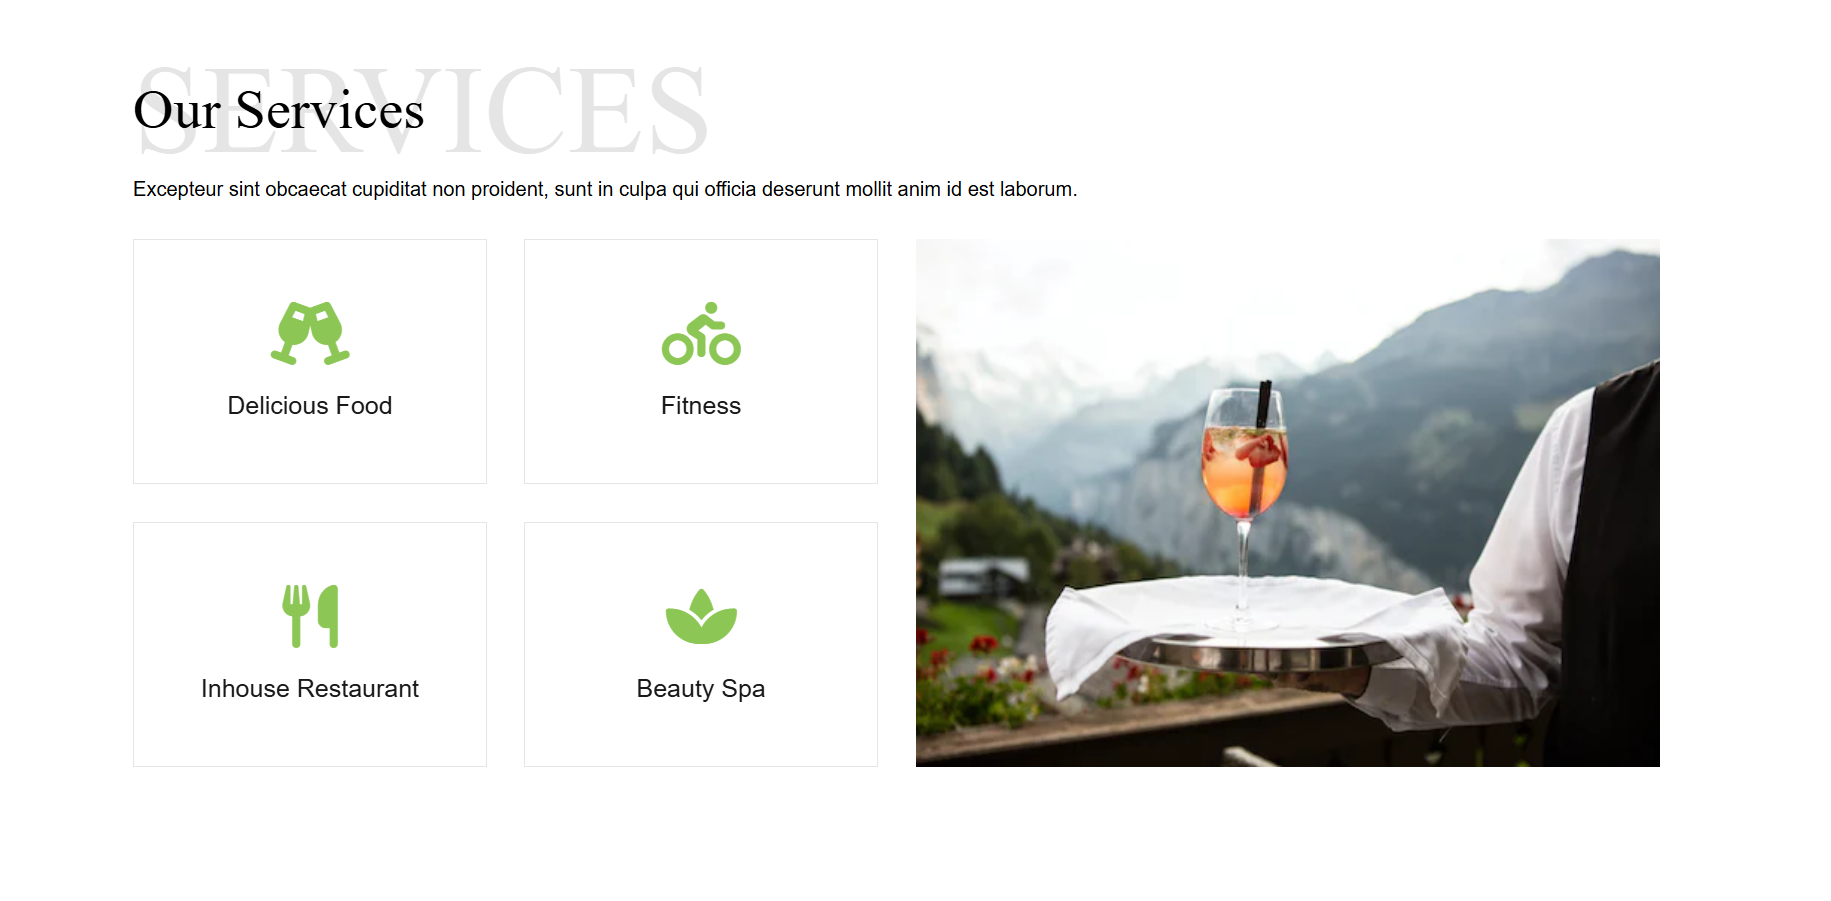 SERVICES
Our Services
Excepteur sint obcaecat cupiditat non proident, sunt in culpa qui officia deserunt mollit anim id est laborum.
Delicious Food
Fitness
Inhouse Restaurant
Beauty Spa